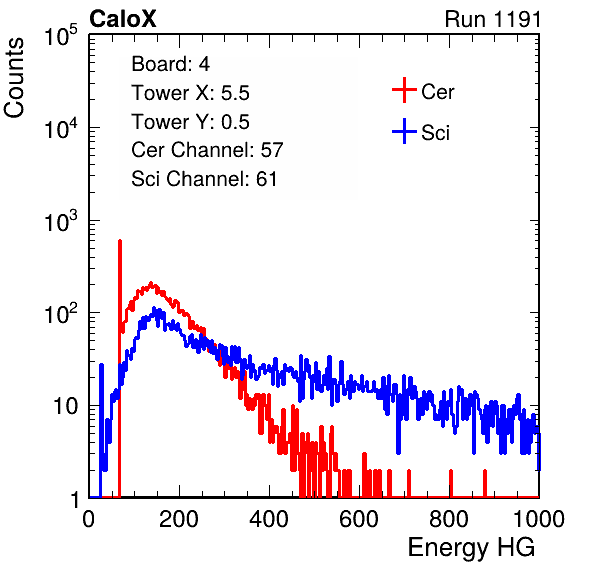 CaloX Run 1191
Counts
10^5
10^4
10^3
10^2
10
1
Board: 4
Tower X: 5.5
Tower Y: 0.5
Cer Channel: 57
Sci Channel: 61
Cer
Sci
0 200 400 600 800 1000
Energy HG